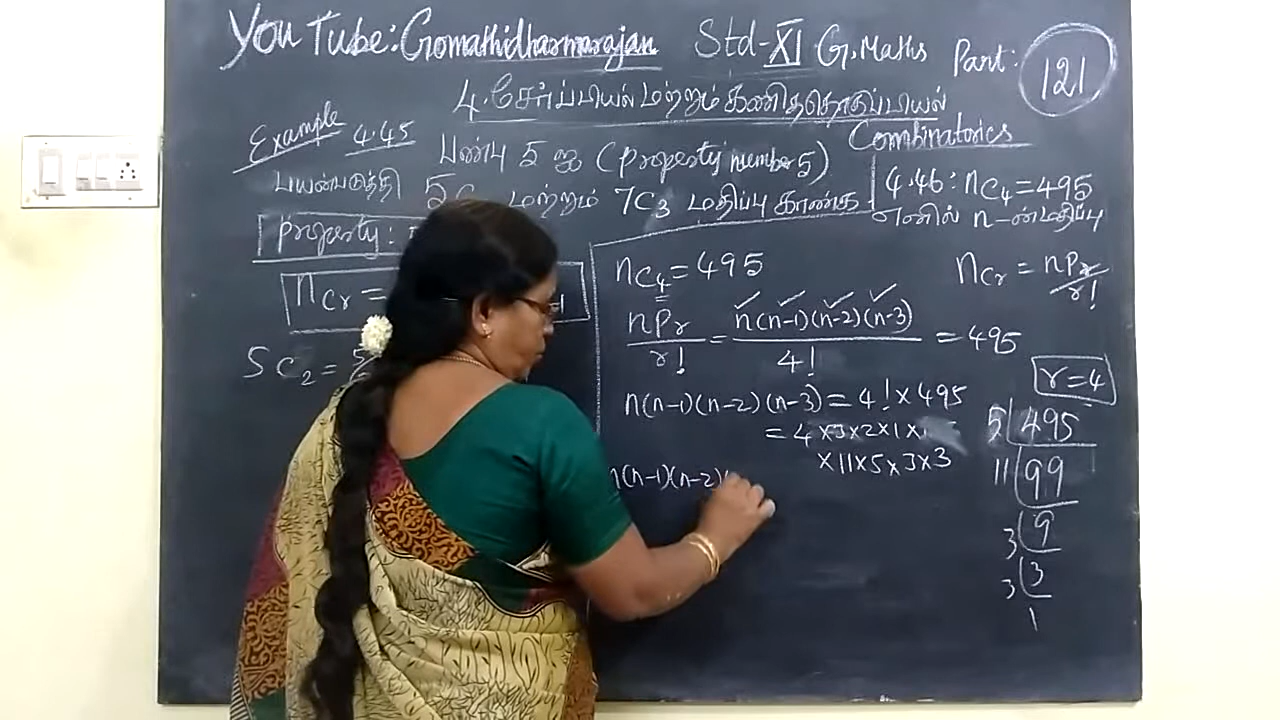 YouTube: Gomathidharmarajan Std-XI G.Maths Part: 121
4. சேர்ப்பியல் மற்றும் கணிதத்தொகுப்பியல்
Combinatorics
Example 4.45 பண்பு 5 ஐ (property number 5)
பயன்படுத்தி 5C மற்றும் 7C₃ மதிப்பு காண்க
property:
nCr =
5C₂ =
4.46: nC₄ = 495
எனில் n-ன் மதிப்பு
nC₄ = 495
nCr = nPr/r!
nPr/r! = n(n-1)(n-2)(n-3)/4! = 495
r = 4
n(n-1)(n-2)(n-3) = 4! × 495
= 4 × 3 × 2 × 1 ×
× 11 × 5 × 3 × 3
n(n-1)(n-2)
5 495
11 99
3 9
3 3
1